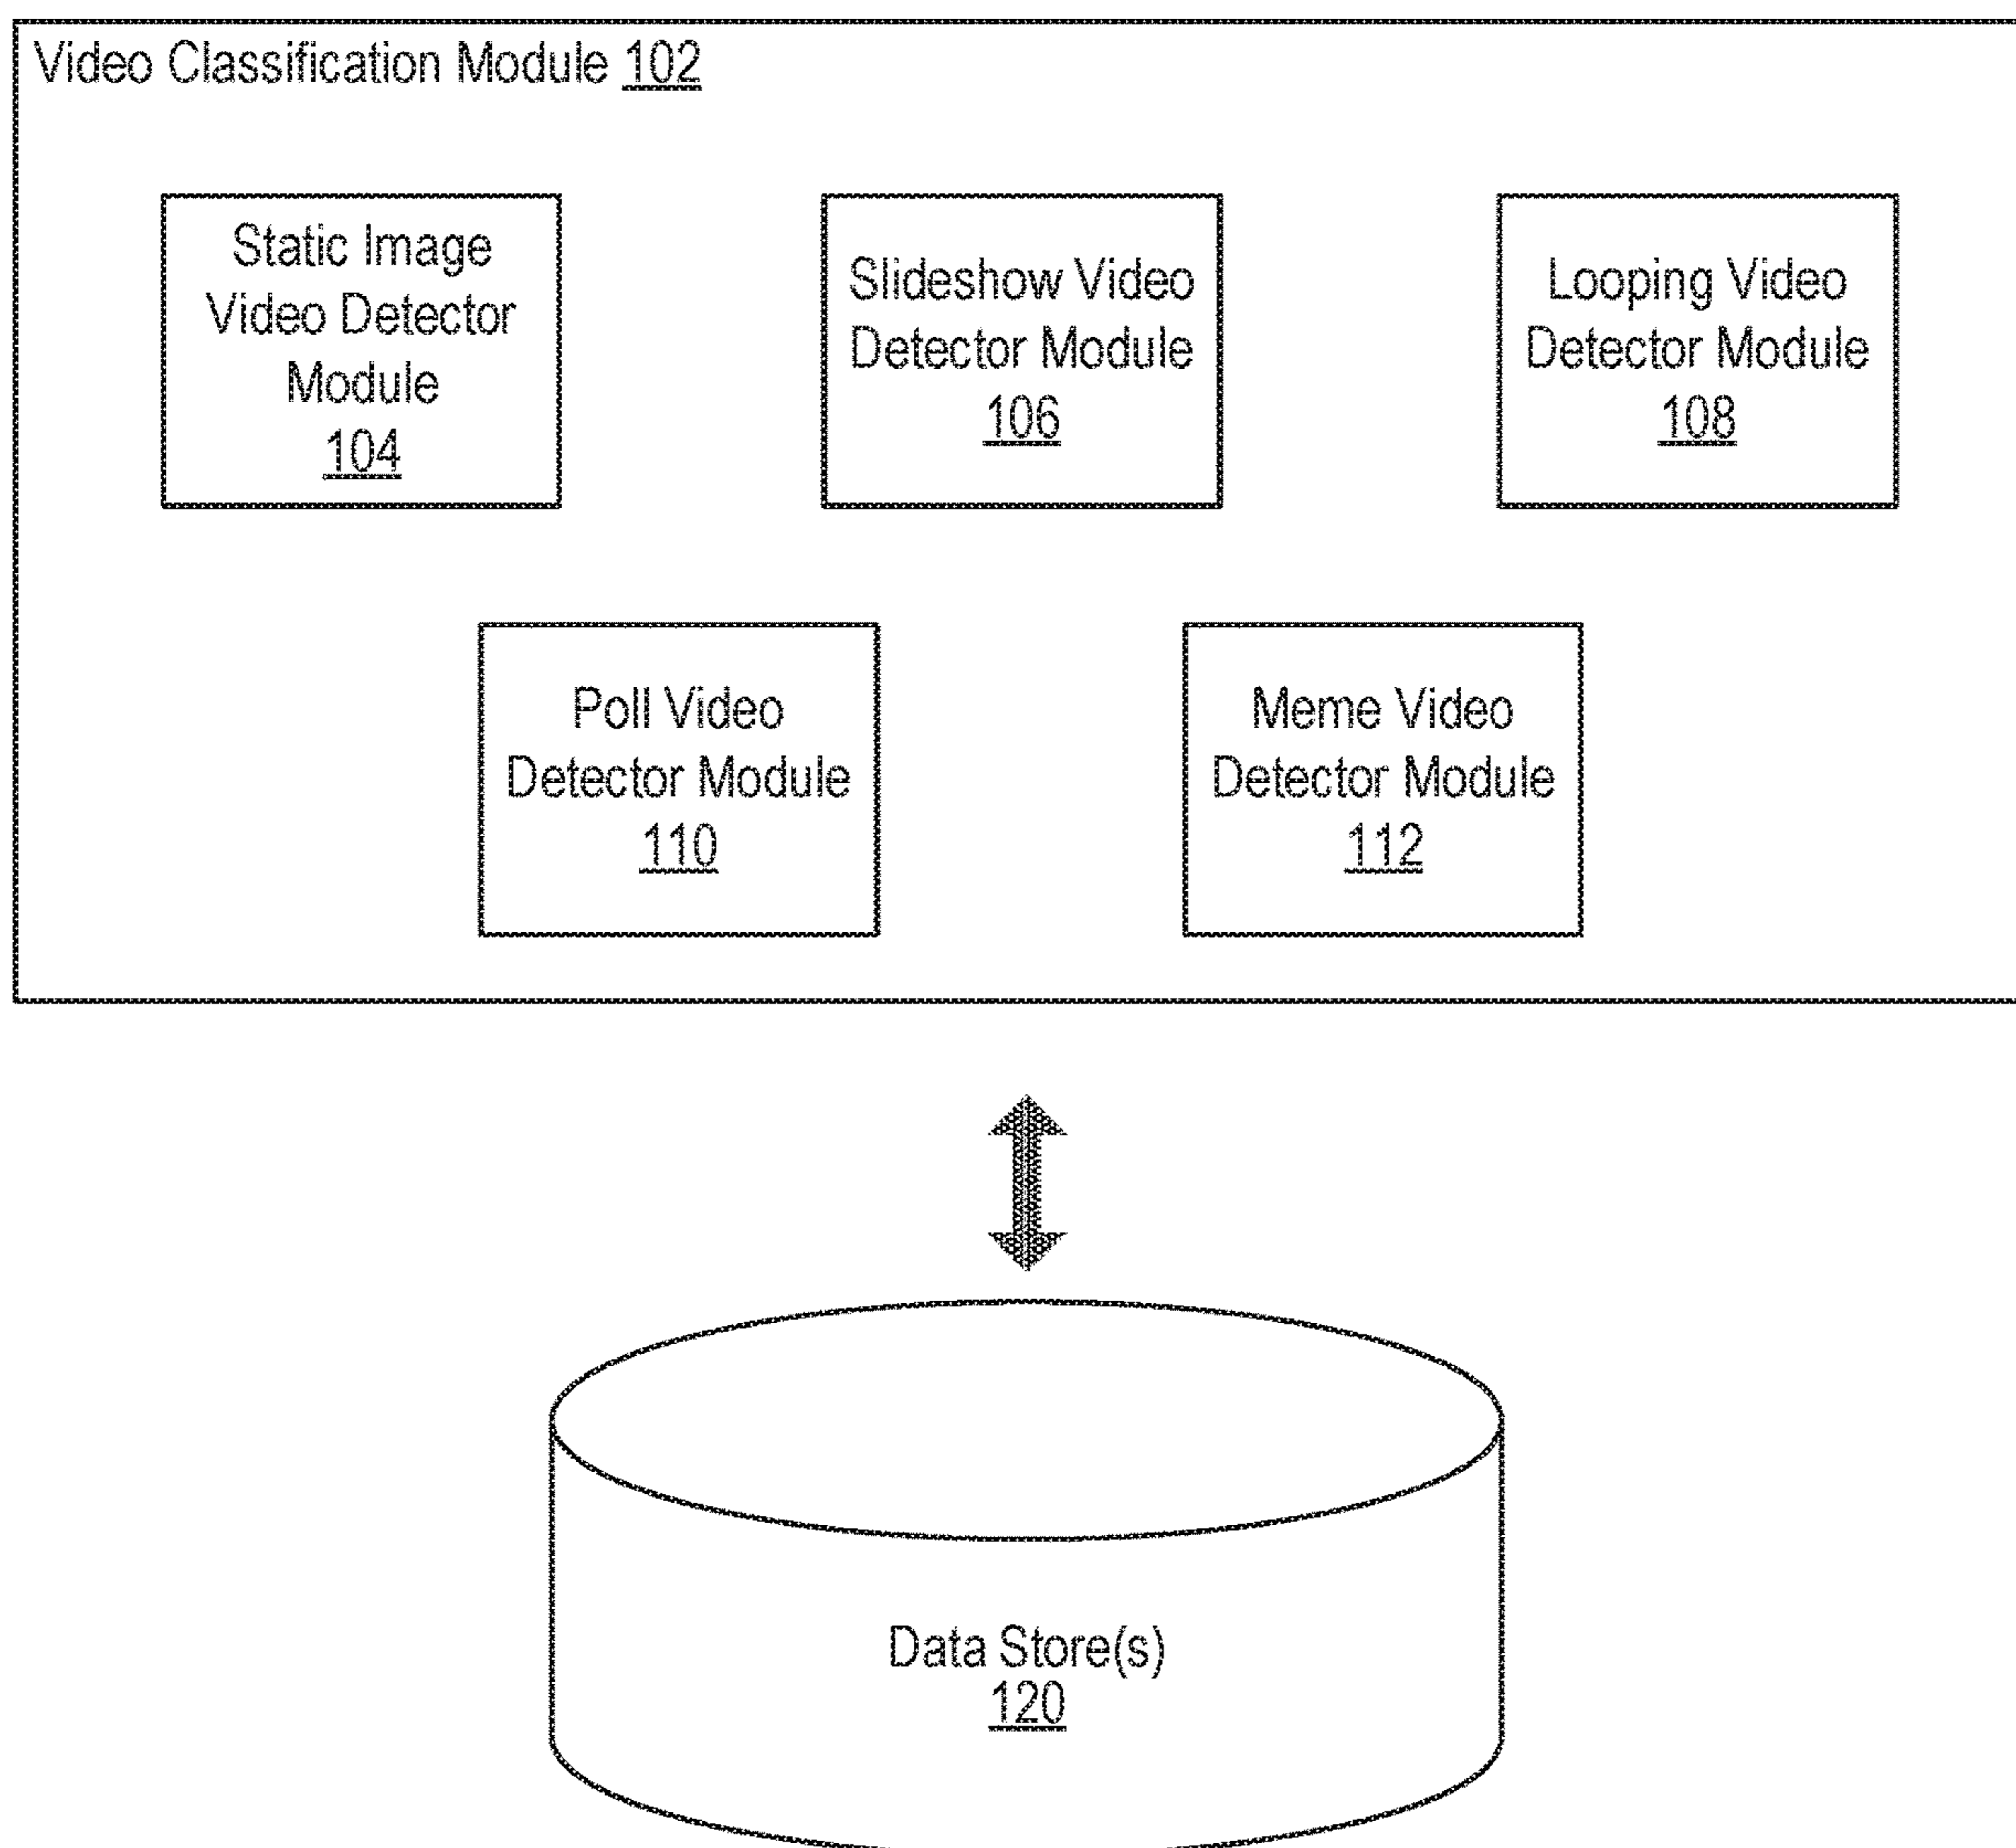 Video Classification Module 102
Static Image
Video Detector
Module
104
Slideshow Video
Detector Module
106
Looping Video
Detector Module
108
Poll Video
Detector Module
110
Meme Video
Detector Module
112
Data Store(s)
120